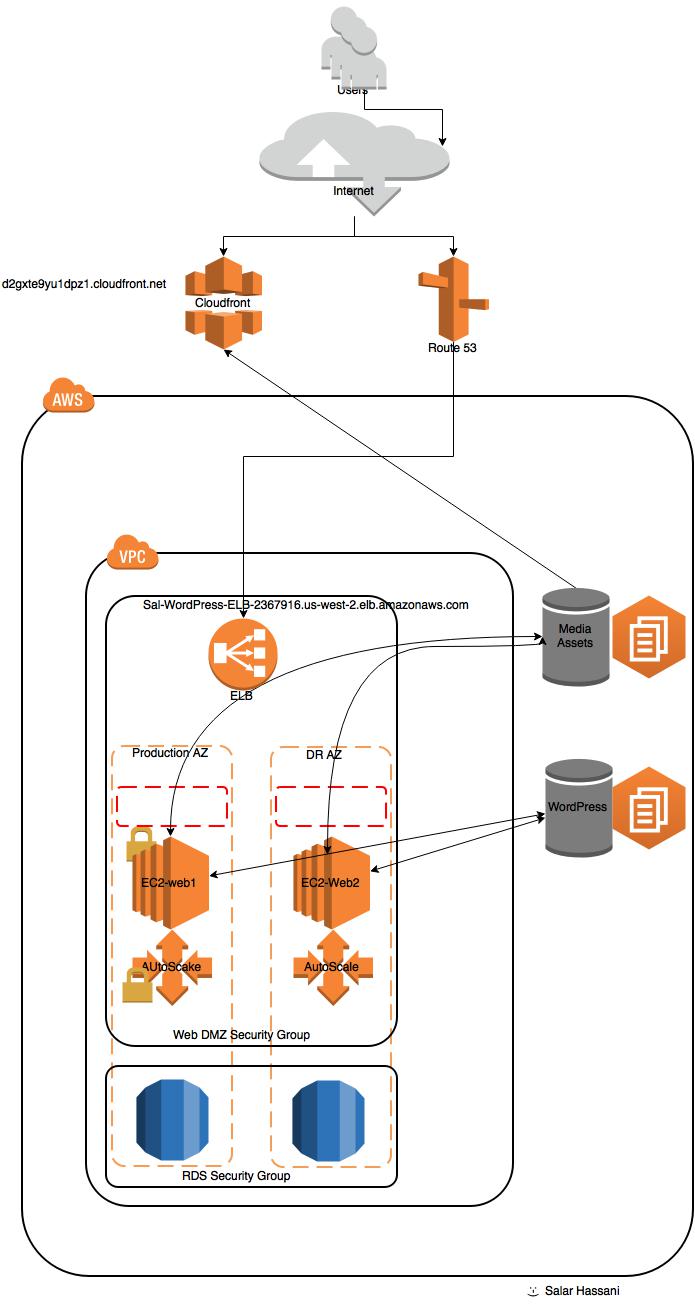 Users
Internet
d2gxte9yu1dpz1.cloudfront.net
Cloudfront
Route 53
AWS
VPC
Sal-WordPress-ELB-2367916.us-west-2.elb.amazonaws.com
Media
Assets
ELB
Production AZ
DR AZ
WordPress
EC2-web1
EC2-Web2
AUtoScake
AutoScale
Web DMZ Security Group
RDS Security Group
Salar Hassani